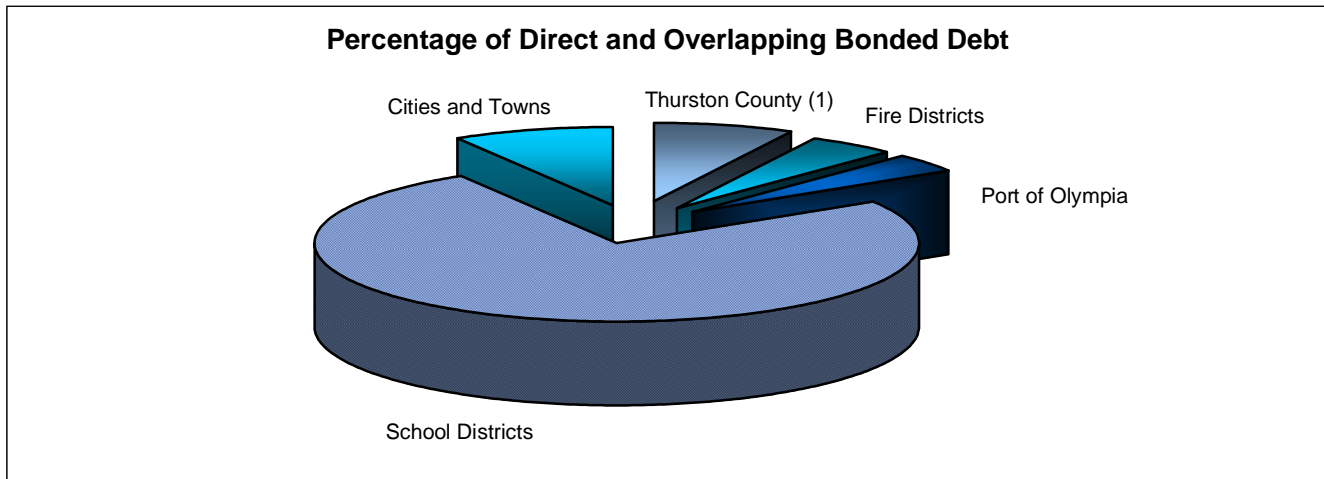 Percentage of Direct and Overlapping Bonded Debt
Cities and Towns
Thurston County (1)
Fire Districts
Port of Olympia
School Districts